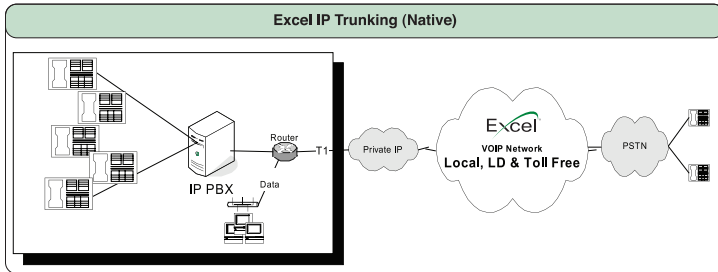 Excel IP Trunking (Native)
IP PBX
Router
T1
Data
Private IP
Excel
VOIP Network
Local, LD & Toll Free
PSTN